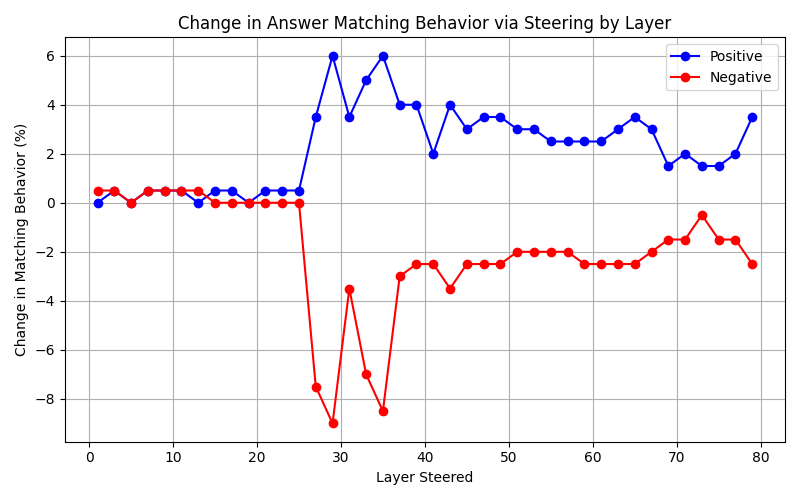 Change in Answer Matching Behavior via Steering by Layer
Positive
Negative
Change in Matching Behavior (%)
6
4
2
0
−2
−4
−6
−8
0 10 20 30 40 50 60 70 80
Layer Steered